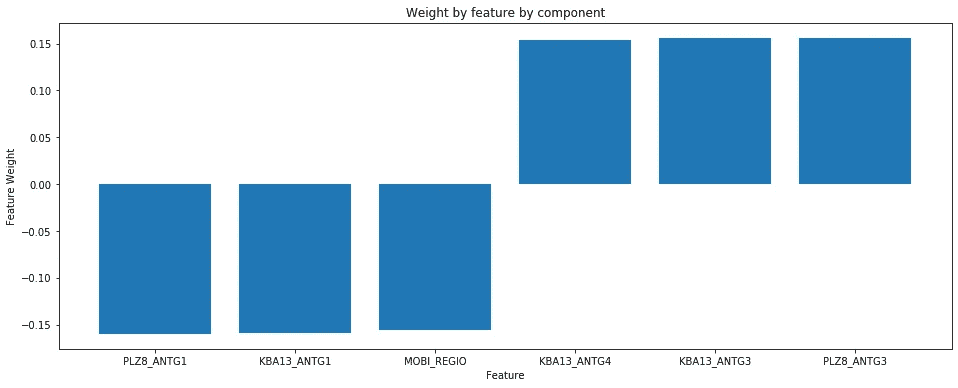 Weight by feature by component
Feature Weight
0.15
0.10
0.05
0.00
−0.05
−0.10
−0.15
PLZ8_ANTG1 KBA13_ANTG1 MOBI_REGIO KBA13_ANTG4 KBA13_ANTG3 PLZ8_ANTG3
Feature